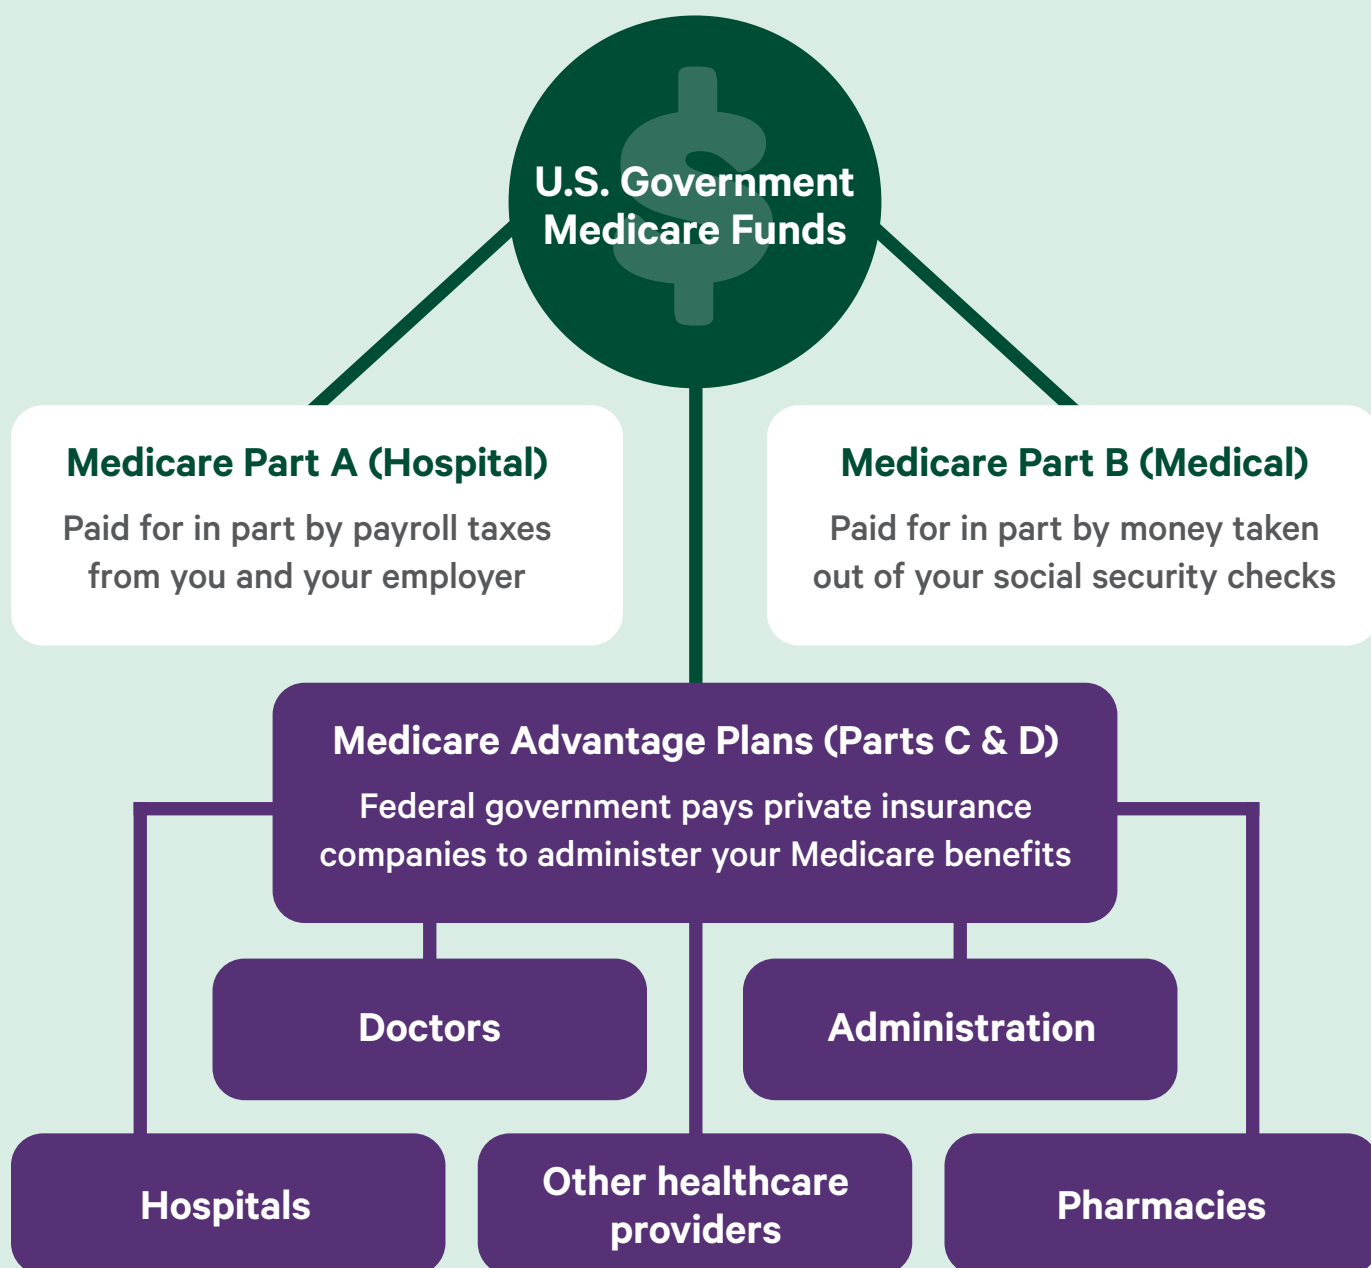 U.S. Government
Medicare Funds
Medicare Part A (Hospital)
Paid for in part by payroll taxes
from you and your employer
Medicare Part B (Medical)
Paid for in part by money taken
out of your social security checks
Medicare Advantage Plans (Parts C & D)
Federal government pays private insurance
companies to administer your Medicare benefits
Doctors
Administration
Hospitals
Other healthcare
providers
Pharmacies